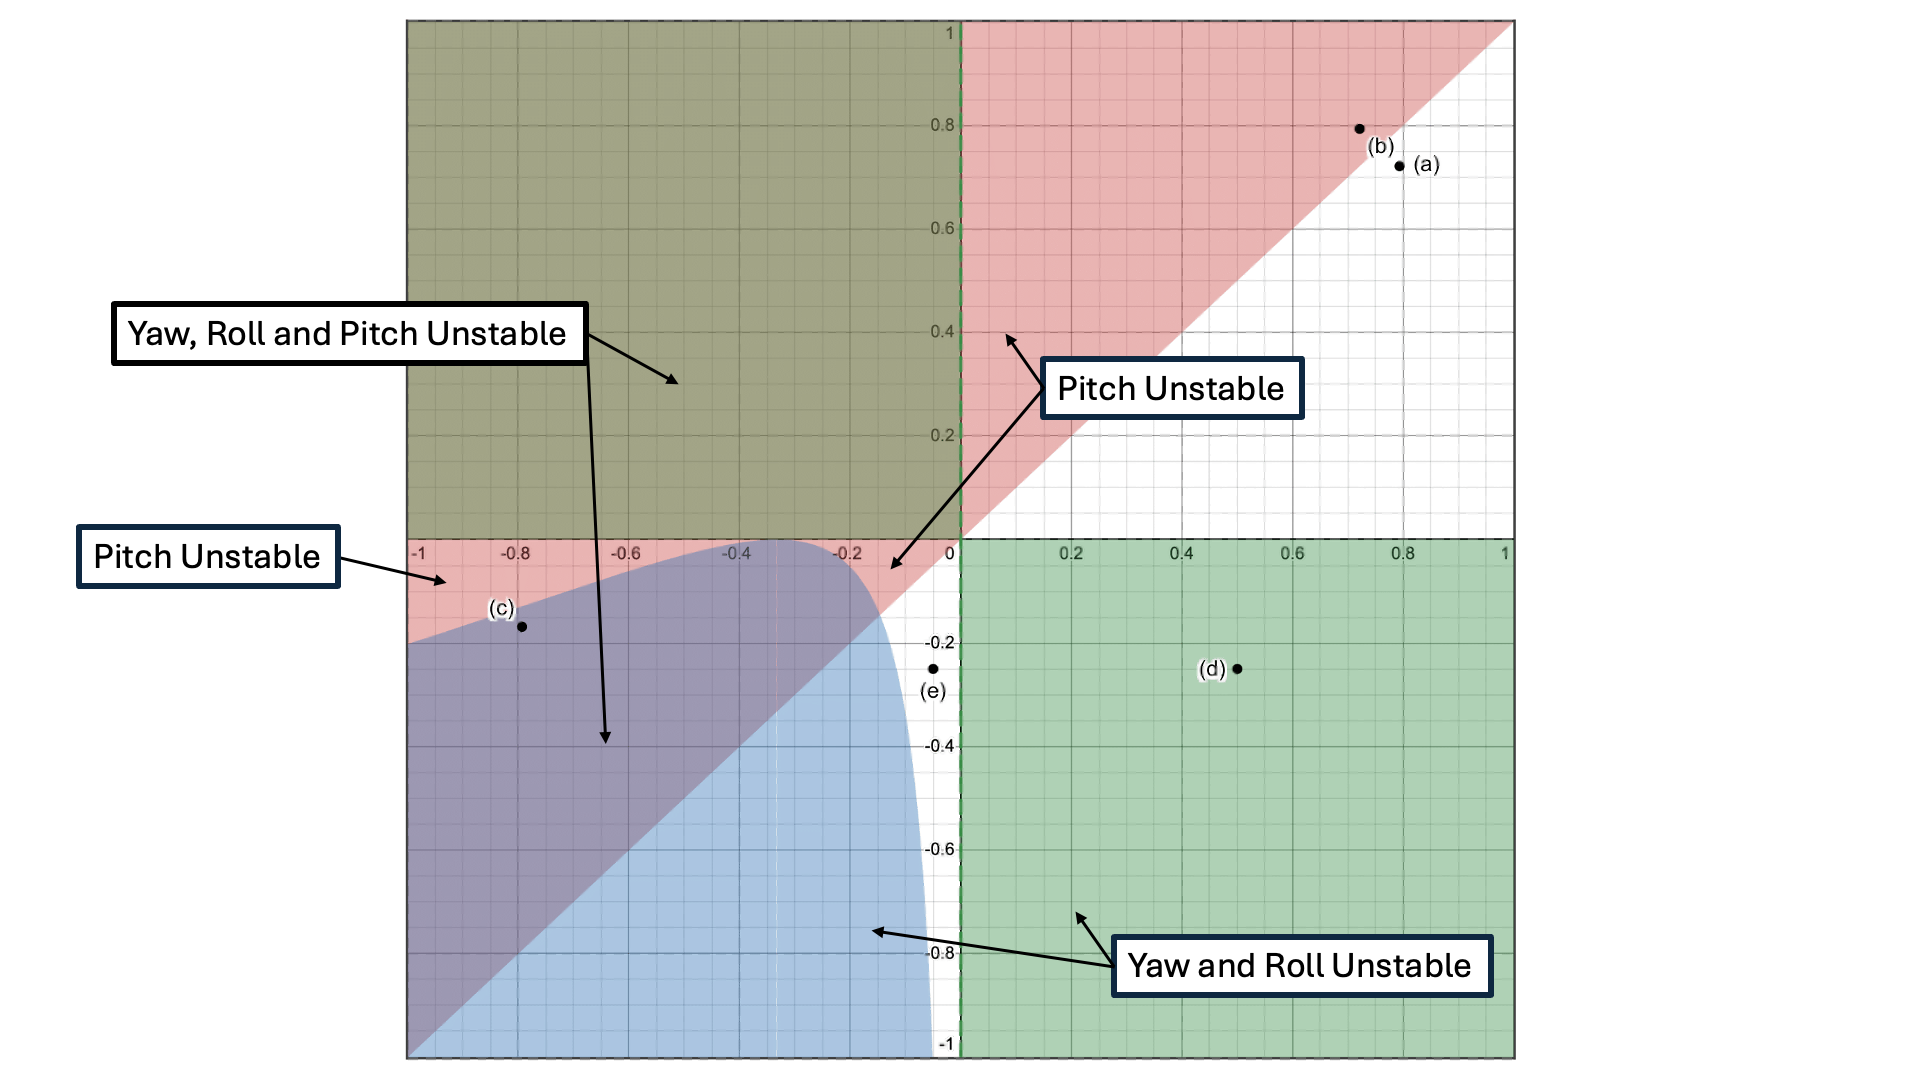 1
0.8
(b)
(a)
0.6
Yaw, Roll and Pitch Unstable
0.4
Pitch Unstable
0.2
Pitch Unstable
-1
-0.8
-0.6
-0.4
-0.2
0
0.2
0.4
0.6
0.8
1
(c)
-0.2
(d)
(e)
-0.4
-0.6
-0.8
Yaw and Roll Unstable
-1